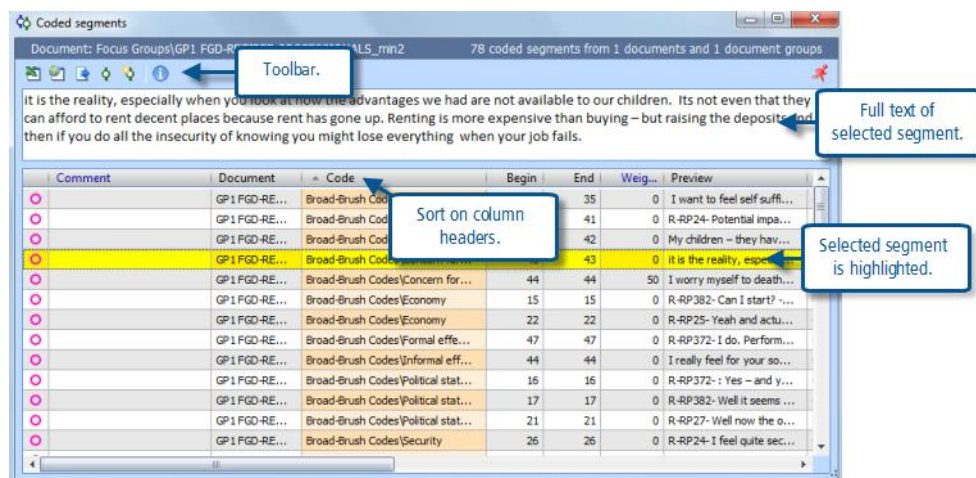 Coded segments
Document: Focus Groups\GP1 FGD-R ALS_min2 78 coded segments from 1 documents and 1 document groups
Toolbar.
it is the reality, especially when you look at how the advantages we had are not available to our children. Its not even that they
can afford to rent decent places because rent has gone up. Renting is more expensive than buying – but raising the deposits and
then if you do all the insecurity of knowing you might lose everything when your job fails.
Full text of
selected segment.
Comment Document Code Begin End Weig... Preview
GP1 FGD-RE... Broad-Brush Cod 35 0 I want to feel self suffi...
GP1 FGD-RE... Broad-Brush Cod 41 0 R-RP24- Potential impa...
GP1 FGD-RE... Broad-Brush Cod 42 0 My children – they hav...
GP1 FGD-RE... Broad-Brush 43 0 it is the reality, espe
Sort on column
headers.
Selected segment
is highlighted.
GP1 FGD-RE... Broad-Brush Codes\Concern for... 44 44 50 I worry myself to death...
GP1 FGD-RE... Broad-Brush Codes\Economy 15 15 0 R-RP382- Can I start? -...
GP1 FGD-RE... Broad-Brush Codes\Economy 22 22 0 R-RP25- Yeah and actu...
GP1 FGD-RE... Broad-Brush Codes\Formal effe... 47 47 0 R-RP372- I do. Perform...
GP1 FGD-RE... Broad-Brush Codes\Informal eff... 44 44 0 I really feel for your so...
GP1 FGD-RE... Broad-Brush Codes\Political stat... 16 16 0 R-RP372- : Yes – and y...
GP1 FGD-RE... Broad-Brush Codes\Political stat... 17 17 0 R-RP382- Well it seems ...
GP1 FGD-RE... Broad-Brush Codes\Political stat... 21 21 0 R-RP27- Well now the o...
GP1 FGD-RE... Broad-Brush Codes\Security 26 26 0 R-RP24- I feel quite sec...